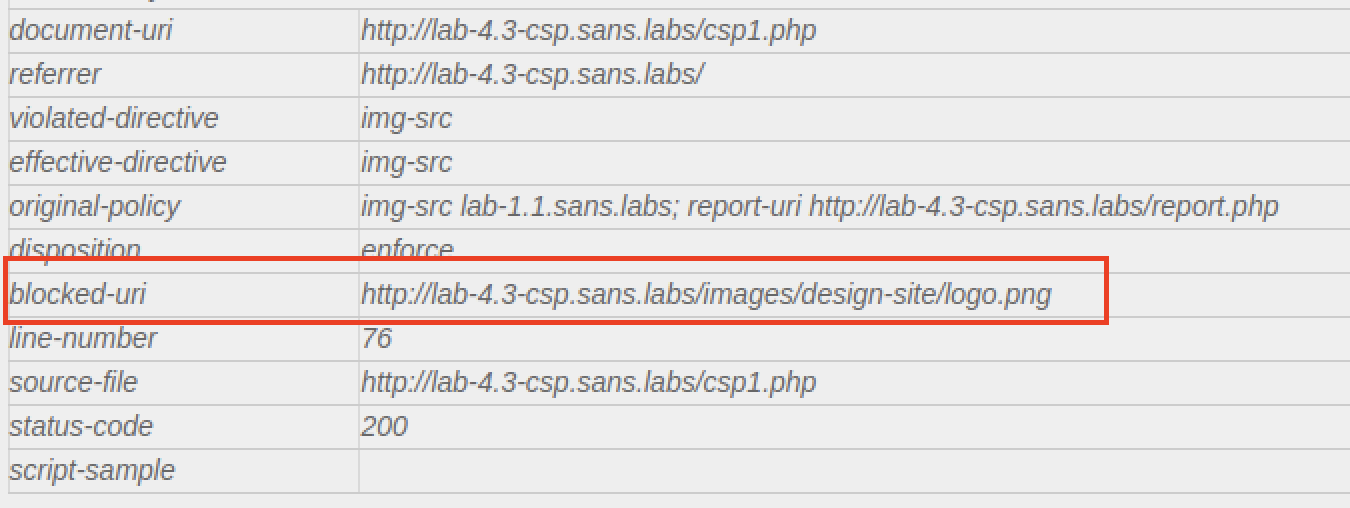 document-uri http://lab-4.3-csp.sans.labs/csp1.php
referrer http://lab-4.3-csp.sans.labs/
violated-directive img-src
effective-directive img-src
original-policy img-src lab-1.1.sans.labs; report-uri http://lab-4.3-csp.sans.labs/report.php
disposition enforce
blocked-uri http://lab-4.3-csp.sans.labs/images/design-site/logo.png
line-number 76
source-file http://lab-4.3-csp.sans.labs/csp1.php
status-code 200
script-sample